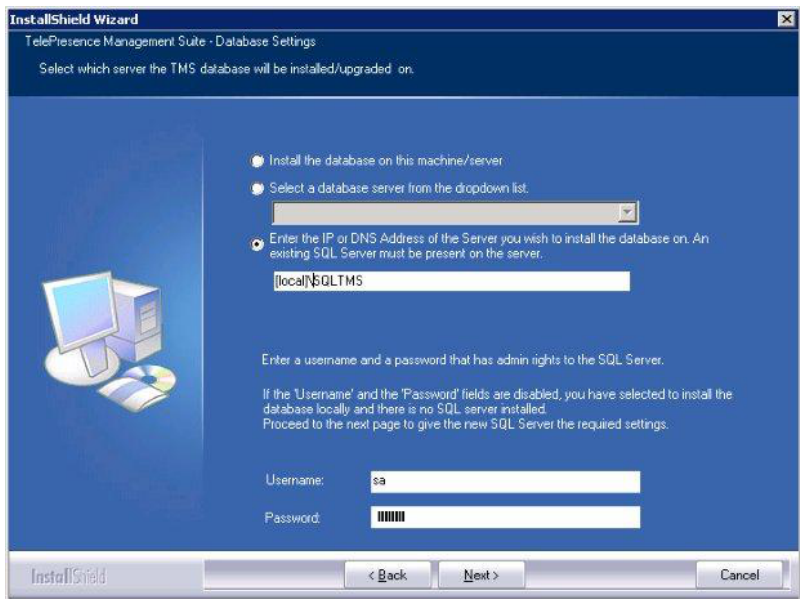 InstallShield Wizard
TelePresence Management Suite - Database Settings
Select which server the TMS database will be installed/upgraded on.
Install the database on this machine/server
Select a database server from the dropdown list.
Enter the IP or DNS Address of the Server you wish to install the database on. An
existing SQL Server must be present on the server.
(local)\SQLTMS
Enter a username and a password that has admin rights to the SQL Server.
If the 'Username' and the 'Password' fields are disabled, you have selected to install the
database locally and there is no SQL server installed.
Proceed to the next page to give the new SQL Server the required settings.
Username:
sa
Password:
InstallShield
< Back
Next >
Cancel